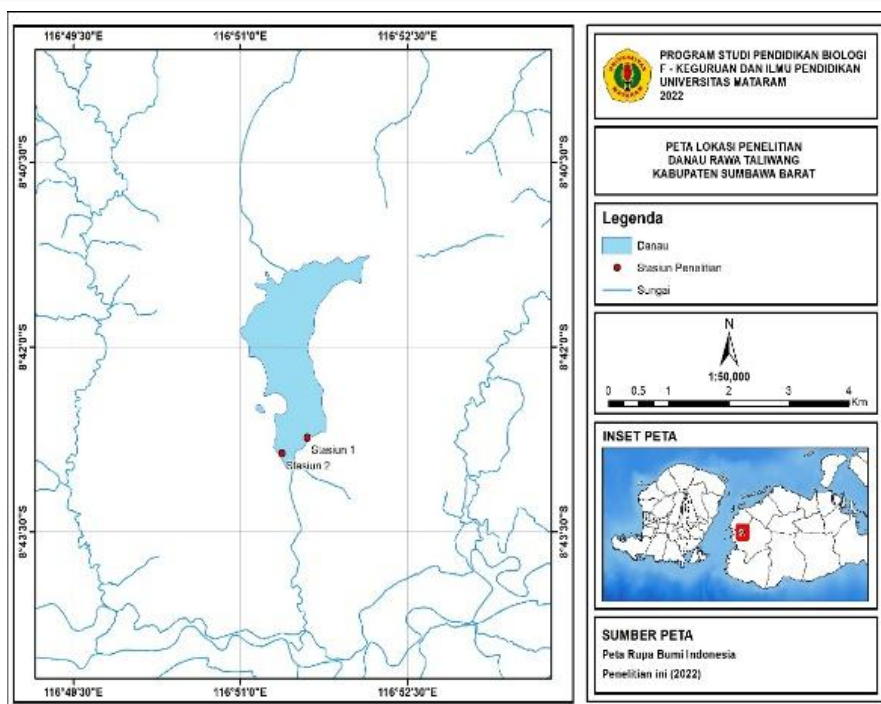 116°49'30"E
116°51'0"E
116°52'30"E
8°40'30"S
8°40'30"S
8°42'0"S
8°42'0"S
8°43'30"S
8°43'30"S
Stasiun 1
Stasiun 2
116°49'30"E
116°51'0"E
116°52'30"E
PROGRAM STUDI PENDIDIKAN BIOLOGI
F - KEGURUAN DAN ILMU PENDIDIKAN
UNIVERSITAS MATARAM
2022
PETA LOKASI PENELITIAN
DANAU RAWA TALIWANG
KABUPATEN SUMBAWA BARAT
Legenda
Danau
Stasiun Penelitian
Sungai
N
1:50,000
0 0.5 1 2 3 4
Km
INSET PETA
SUMBER PETA
Peta Rupa Bumi Indonesia
Penelitian ini (2022)